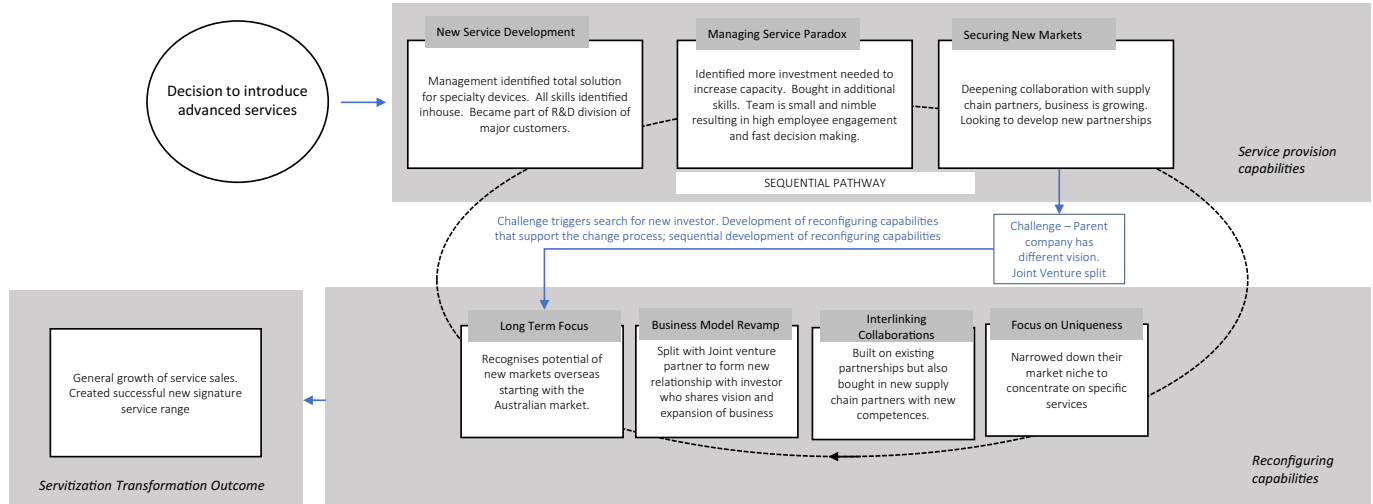 Decision to introduce
advanced services
New Service Development
Management identified total solution
for specialty devices.  All skills identified
inhouse.  Became part of R&D division of
major customers.
Managing Service Paradox
Identified more investment needed to
increase capacity.  Bought in additional
skills.  Team is small and nimble
resulting in high employee engagement
and fast decision making.
Securing New Markets
Deepening collaboration with supply
chain partners, business is growing.
Looking to develop new partnerships
Service provision
capabilities
SEQUENTIAL PATHWAY
Challenge triggers search for new investor. Development of reconfiguring capabilities
that support the change process; sequential development of reconfiguring capabilities
Challenge – Parent
company has
different vision.
Joint Venture split
Long Term Focus
Recognises potential of
new markets overseas
starting with the
Australian market.
Business Model Revamp
Split with Joint venture
partner to form new
relationship with investor
who shares vision and
expansion of business
Interlinking
Collaborations
Built on existing
partnerships but also
bought in new supply
chain partners with new
competences.
Focus on Uniqueness
Narrowed down their
market niche to
concentrate on specific
services
Reconfiguring
capabilities
General growth of service sales.
Created successful new signature
service range
Servitization Transformation Outcome